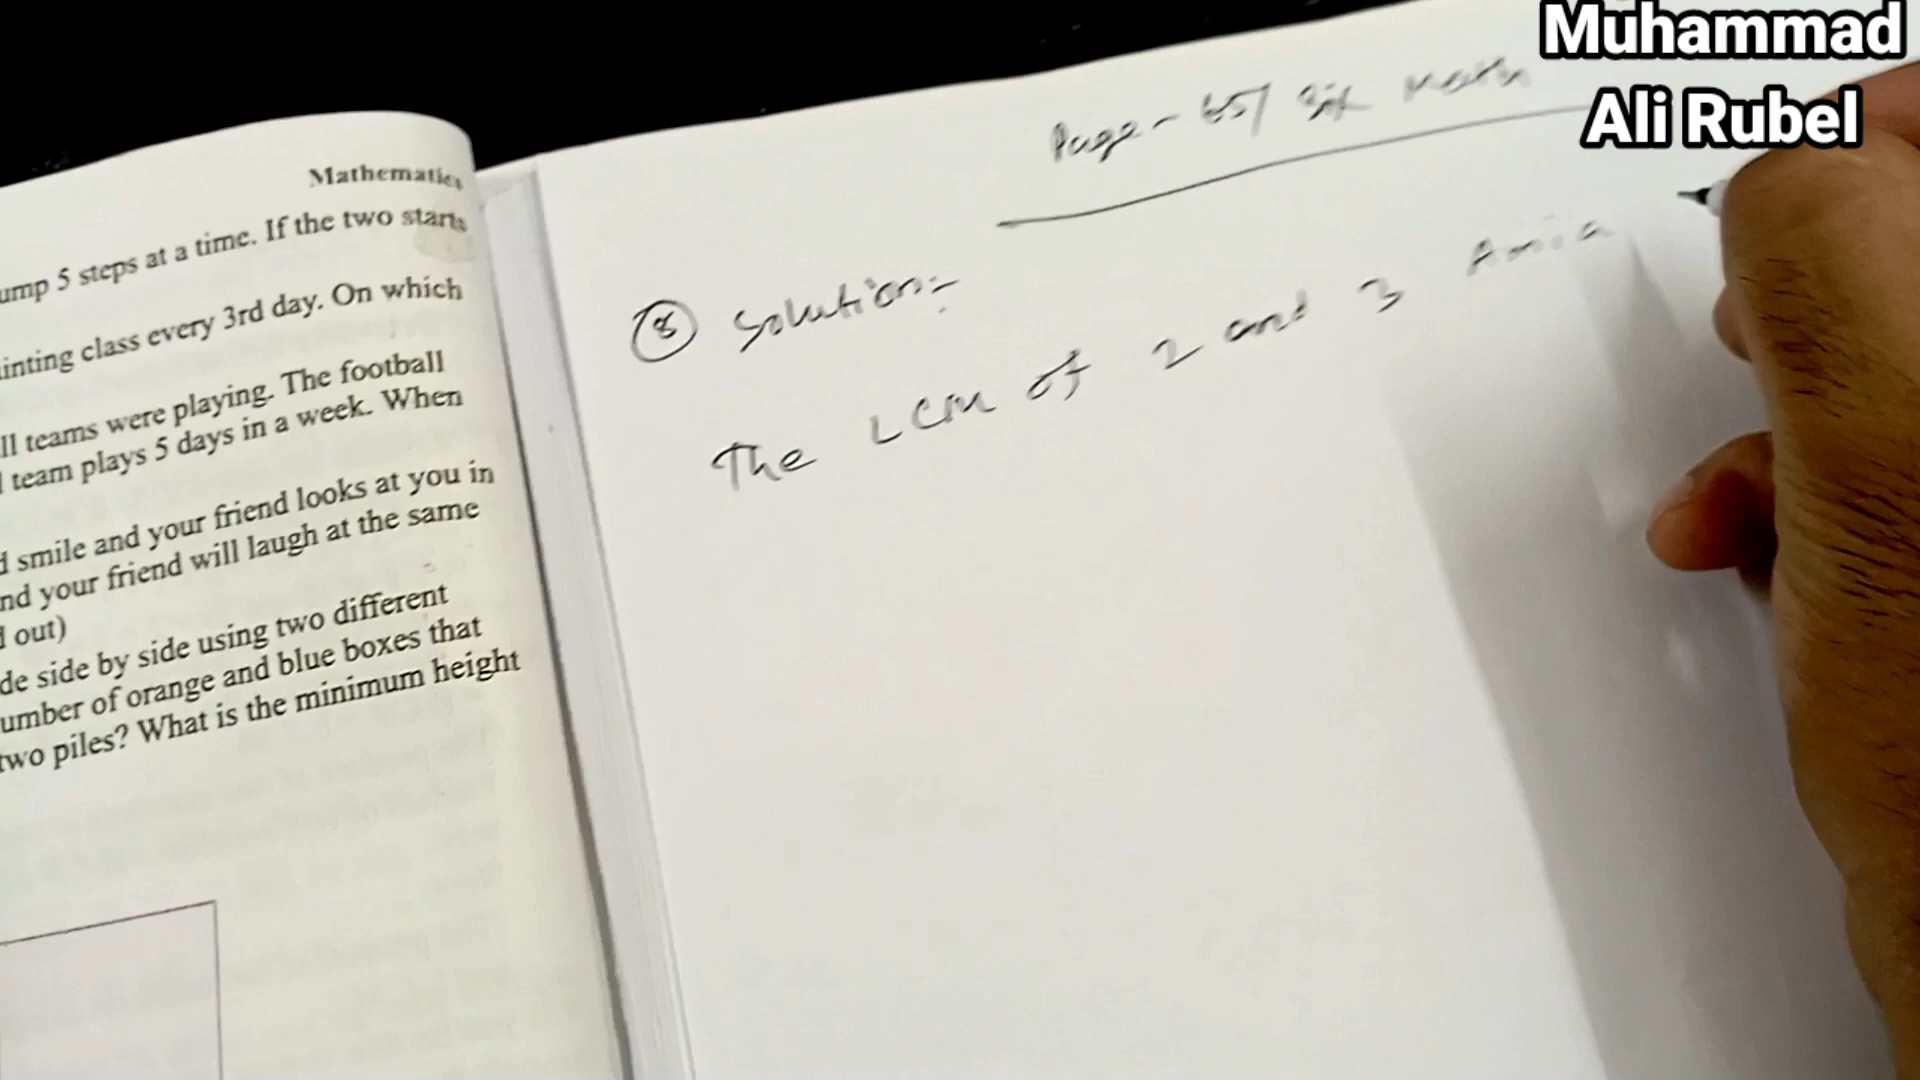 Mathematics
ump 5 steps at a time. If the two starts
inting class every 3rd day. On which
ll teams were playing. The football
team plays 5 days in a week. When
d smile and your friend looks at you in
nd your friend will laugh at the same
d out)
de side by side using two different
umber of orange and blue boxes that
two piles? What is the minimum height
Page - 65/ Six Math
⑧ Solution:-
The LCM of 2 and 3
Muhammad
Ali Rubel